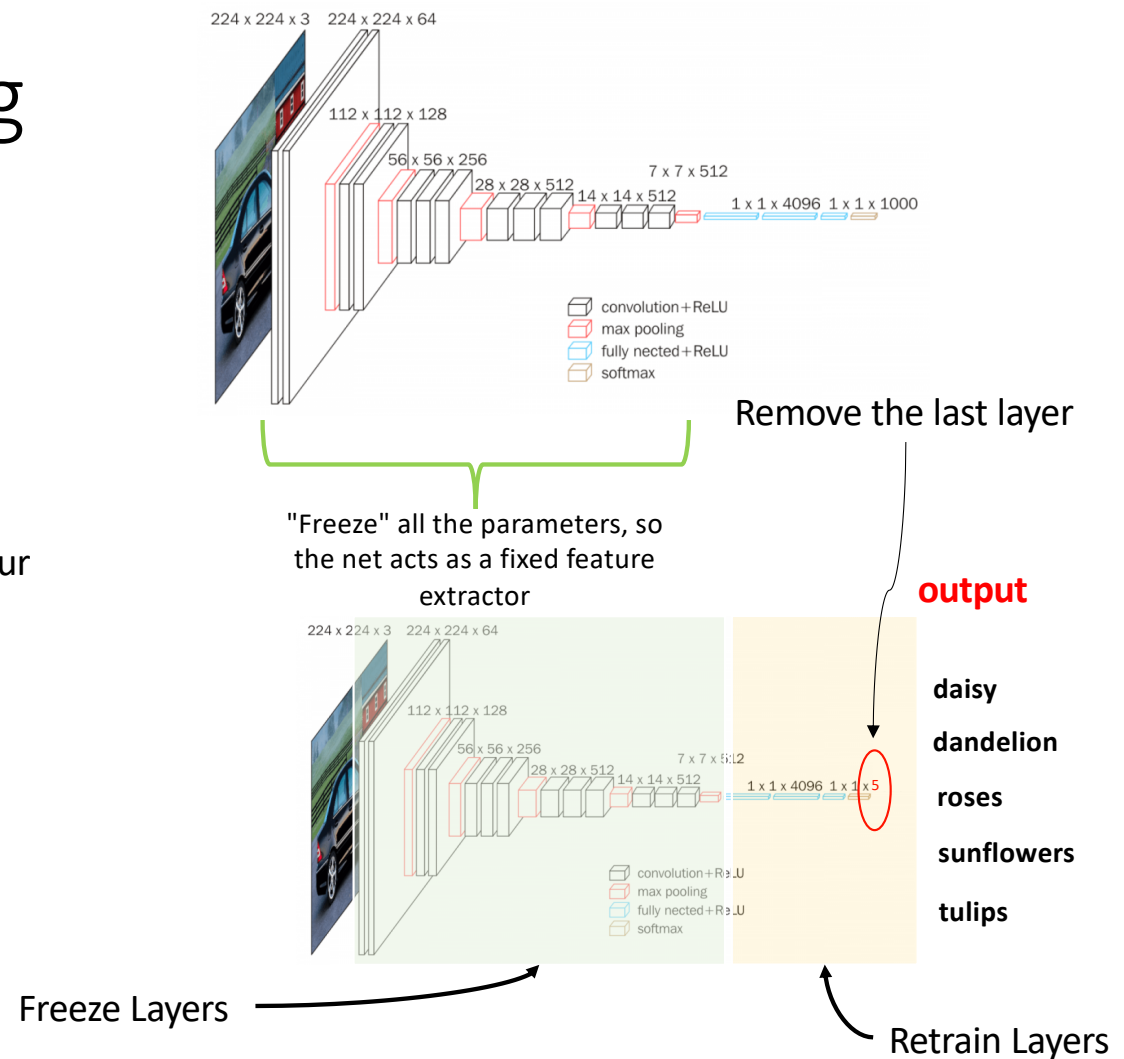 g
224 x 224 x 3 224 x 224 x 64
112 x 112 x 128
56 x 56 x 256
28 x 28 x 512
14 x 14 x 512
7 x 7 x 512
1 x 1 x 4096 1 x 1 x 1000
convolution+ReLU
max pooling
fully nected+ReLU
softmax
Remove the last layer
"Freeze" all the parameters, so
the net acts as a fixed feature
extractor
ur
output
224 x 224 x 3 224 x 224 x 64
112 x 112 x 128
56 x 56 x 256
28 x 28 x 512
14 x 14 x 512
7 x 7 x 512
1 x 1 x 4096 1 x 1 x 5
convolution+ReLU
max pooling
fully nected+ReLU
softmax
daisy
dandelion
roses
sunflowers
tulips
Freeze Layers
Retrain Layers